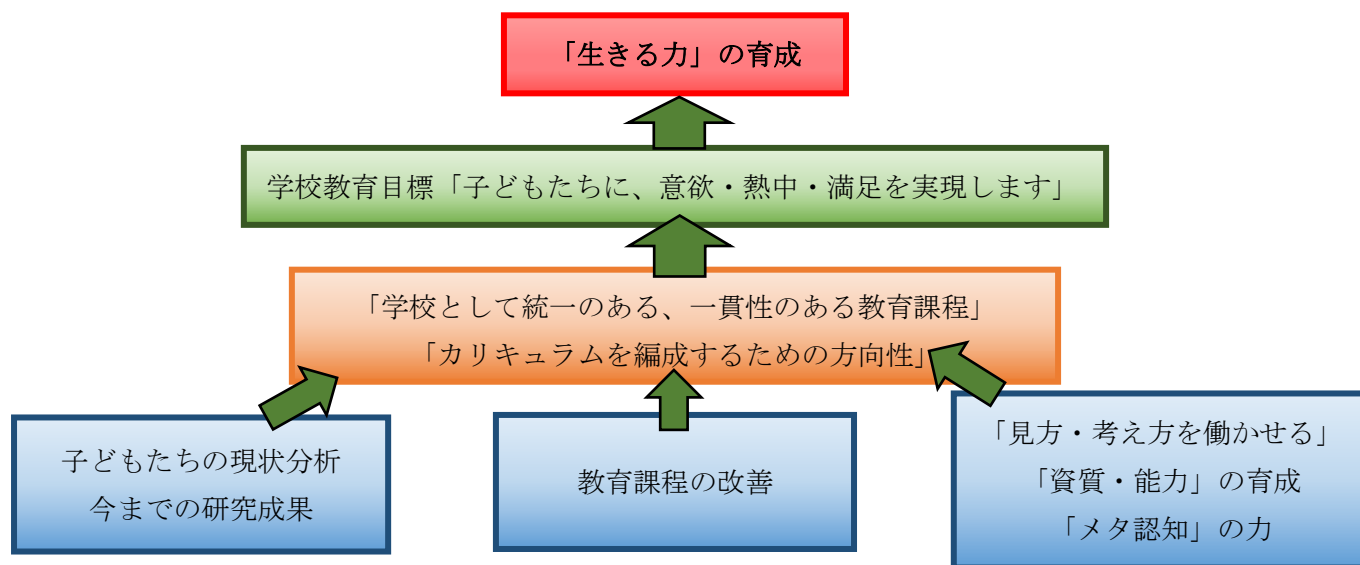 「生きる力」の育成
学校教育目標「子どもたちに、意欲・熱中・満足を実現します」
「学校として統一のある、一貫性のある教育課程」
「カリキュラムを編成するための方向性」
子どもたちの現状分析
今までの研究成果
教育課程の改善
「見方・考え方を働かせる」
「資質・能力」の育成
「メタ認知」の力